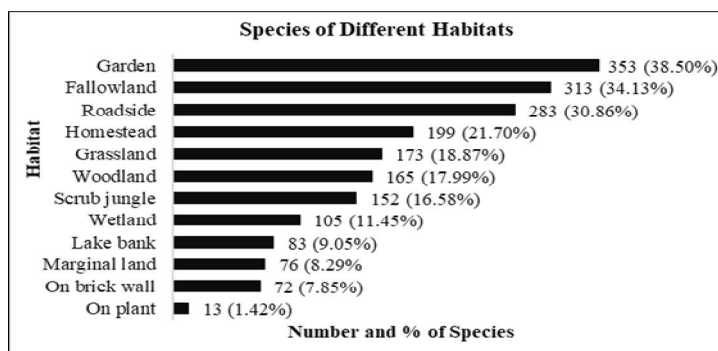 Species of Different Habitats
Habitat
Garden 353 (38.50%)
Fallowland 313 (34.13%)
Roadside 283 (30.86%)
Homestead 199 (21.70%)
Grassland 173 (18.87%)
Woodland 165 (17.99%)
Scrub jungle 152 (16.58%)
Wetland 105 (11.45%)
Lake bank 83 (9.05%)
Marginal land 76 (8.29%
On brick wall 72 (7.85%)
On plant 13 (1.42%)
Number and % of Species